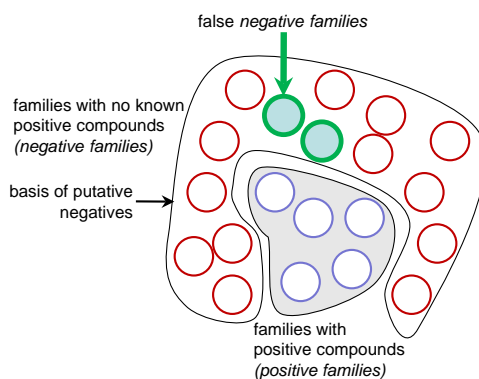 false negative families
families with no known
positive compounds
(negative families)
basis of putative
negatives
families with
positive compounds
(positive families)